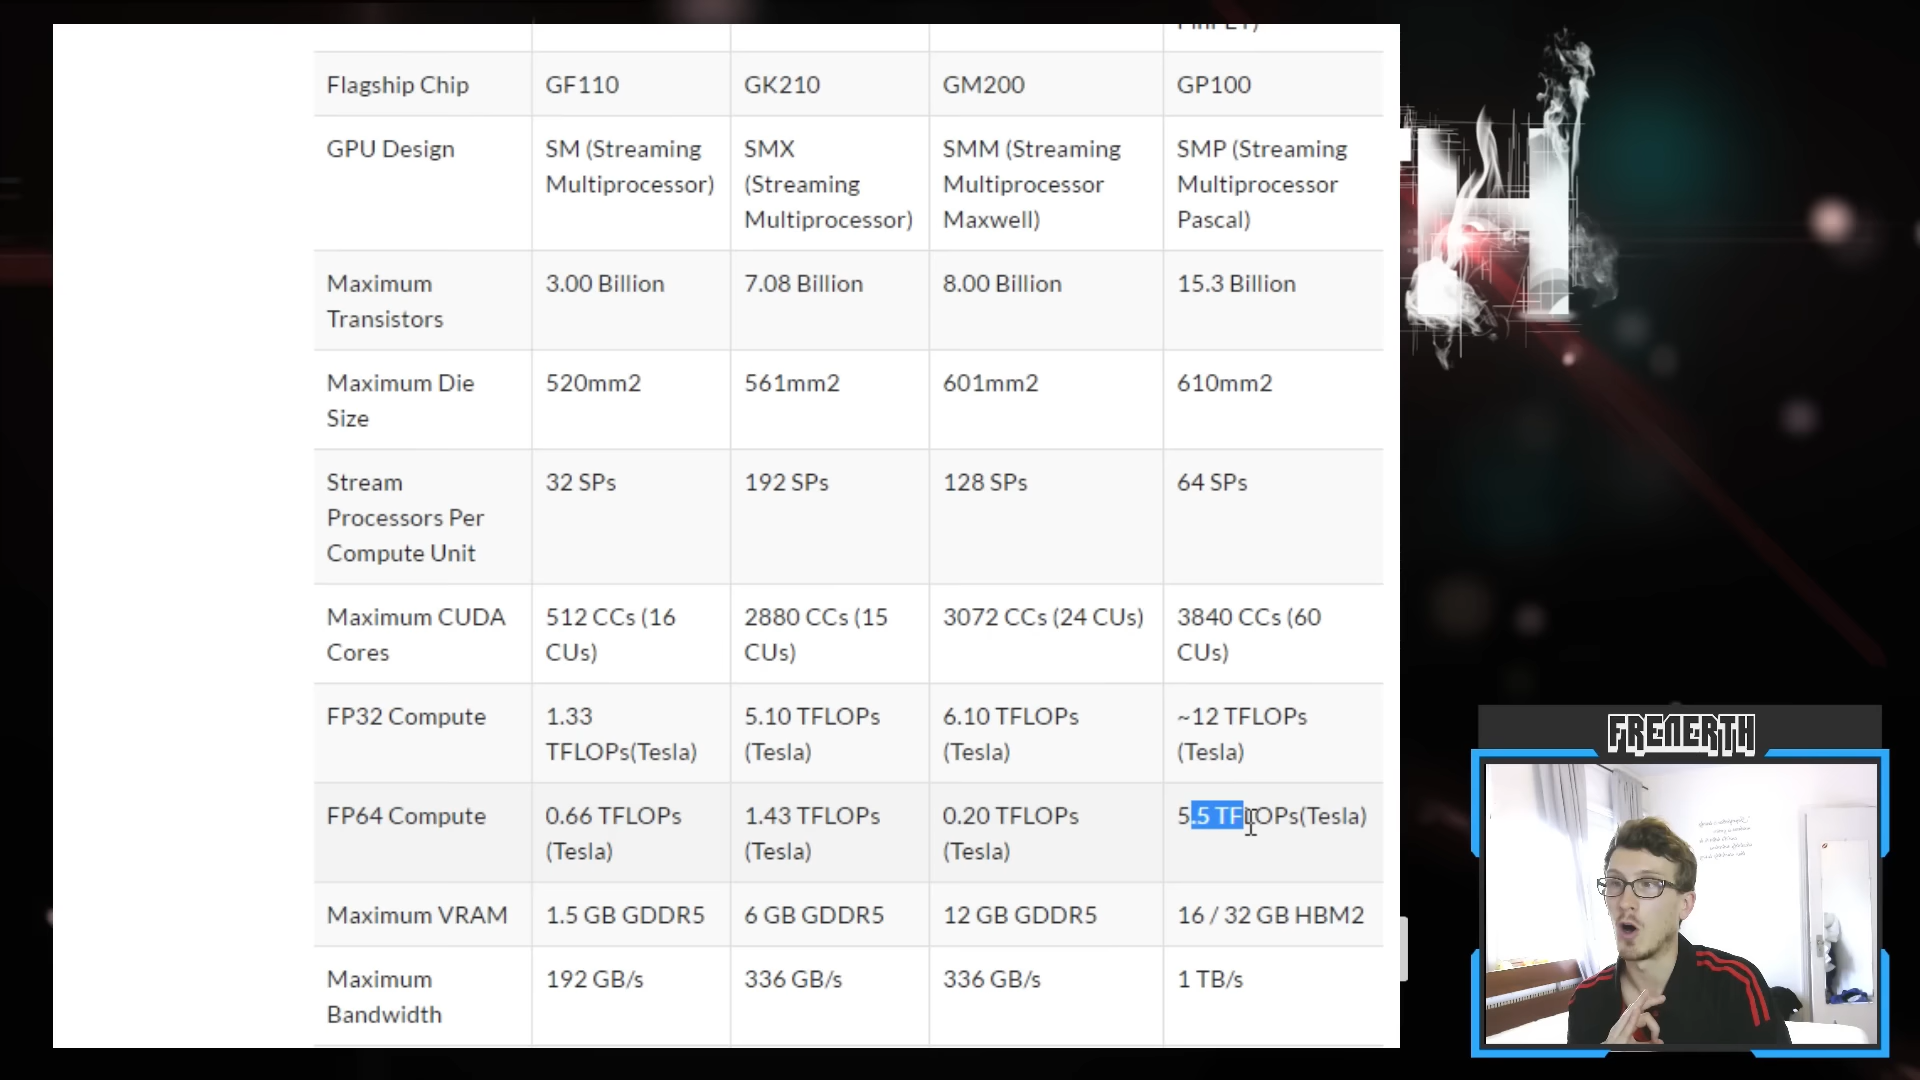 Flagship Chip GF110 GK210 GM200 GP100
GPU Design SM (Streaming SMX SMM (Streaming SMP (Streaming
Multiprocessor) (Streaming Multiprocessor Multiprocessor
Multiprocessor) Maxwell) Pascal)
Maximum 3.00 Billion 7.08 Billion 8.00 Billion 15.3 Billion
Transistors
Maximum Die 520mm2 561mm2 601mm2 610mm2
Size
Stream 32 SPs 192 SPs 128 SPs 64 SPs
Processors Per
Compute Unit
Maximum CUDA 512 CCs (16 2880 CCs (15 3072 CCs (24 CUs) 3840 CCs (60
Cores CUs) CUs) CUs)
FP32 Compute 1.33 5.10 TFLOPs 6.10 TFLOPs ~12 TFLOPs
TFLOPs(Tesla) (Tesla) (Tesla) (Tesla)
FP64 Compute 0.66 TFLOPs 1.43 TFLOPs 0.20 TFLOPs 5.5 TFLOPs(Tesla)
(Tesla) (Tesla) (Tesla)
Maximum VRAM 1.5 GB GDDR5 6 GB GDDR5 12 GB GDDR5 16 / 32 GB HBM2
Maximum 192 GB/s 336 GB/s 336 GB/s 1 TB/s
Bandwidth
H
FRENERTH